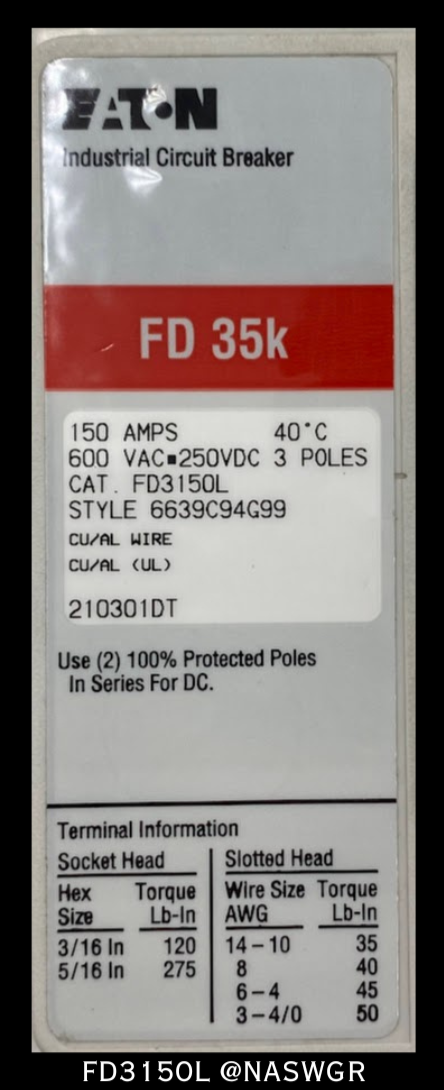 EATON
Industrial Circuit Breaker
FD 35k
150 AMPS 40°C
600 VAC■250VDC 3 POLES
CAT. FD3150L
STYLE 6639C94G99
CU/AL WIRE
CU/AL (UL)
210301DT
Use (2) 100% Protected Poles
In Series For DC.
Terminal Information
Socket Head
Hex Torque
Size Lb-In
3/16 In 120
5/16 In 275
Slotted Head
Wire Size Torque
AWG Lb-In
14-10 35
8 40
6-4 45
3-4/0 50
FD3150L @NASWGR